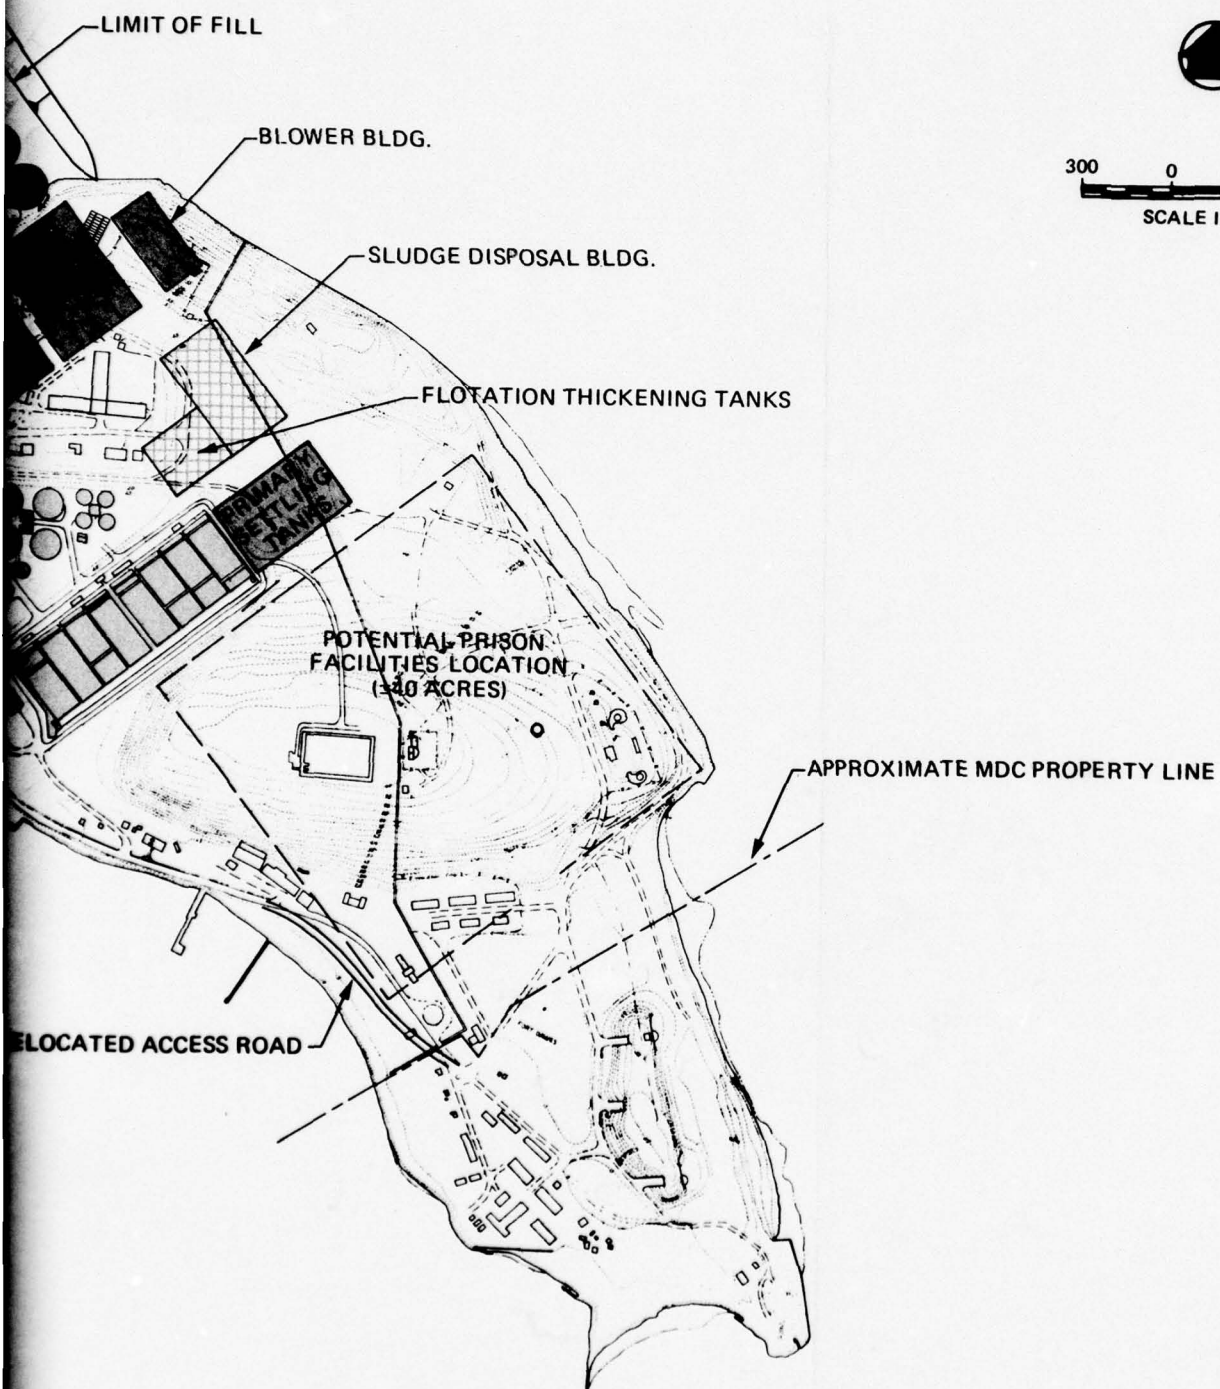 LIMIT OF FILL
BLOWER BLDG.
300 0
SCALE I
SLUDGE DISPOSAL BLDG.
FLOTATION THICKENING TANKS
PRIMARY
SETTLING
TANKS
POTENTIAL PRISON
FACILITIES LOCATION
(±40 ACRES)
APPROXIMATE MDC PROPERTY LINE
ELOCATED ACCESS ROAD